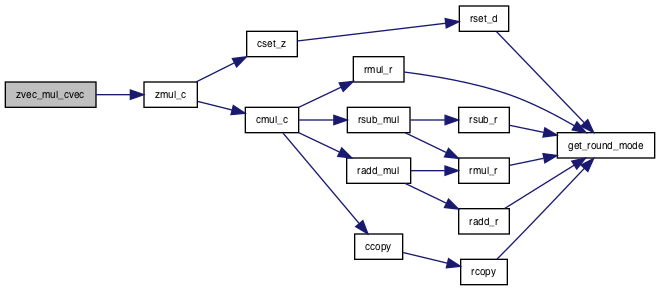 zvec_mul_cvec
zmul_c
cset_z
cmul_c
rmul_r
rsub_mul
radd_mul
ccopy
rset_d
rsub_r
rmul_r
radd_r
rcopy
get_round_mode